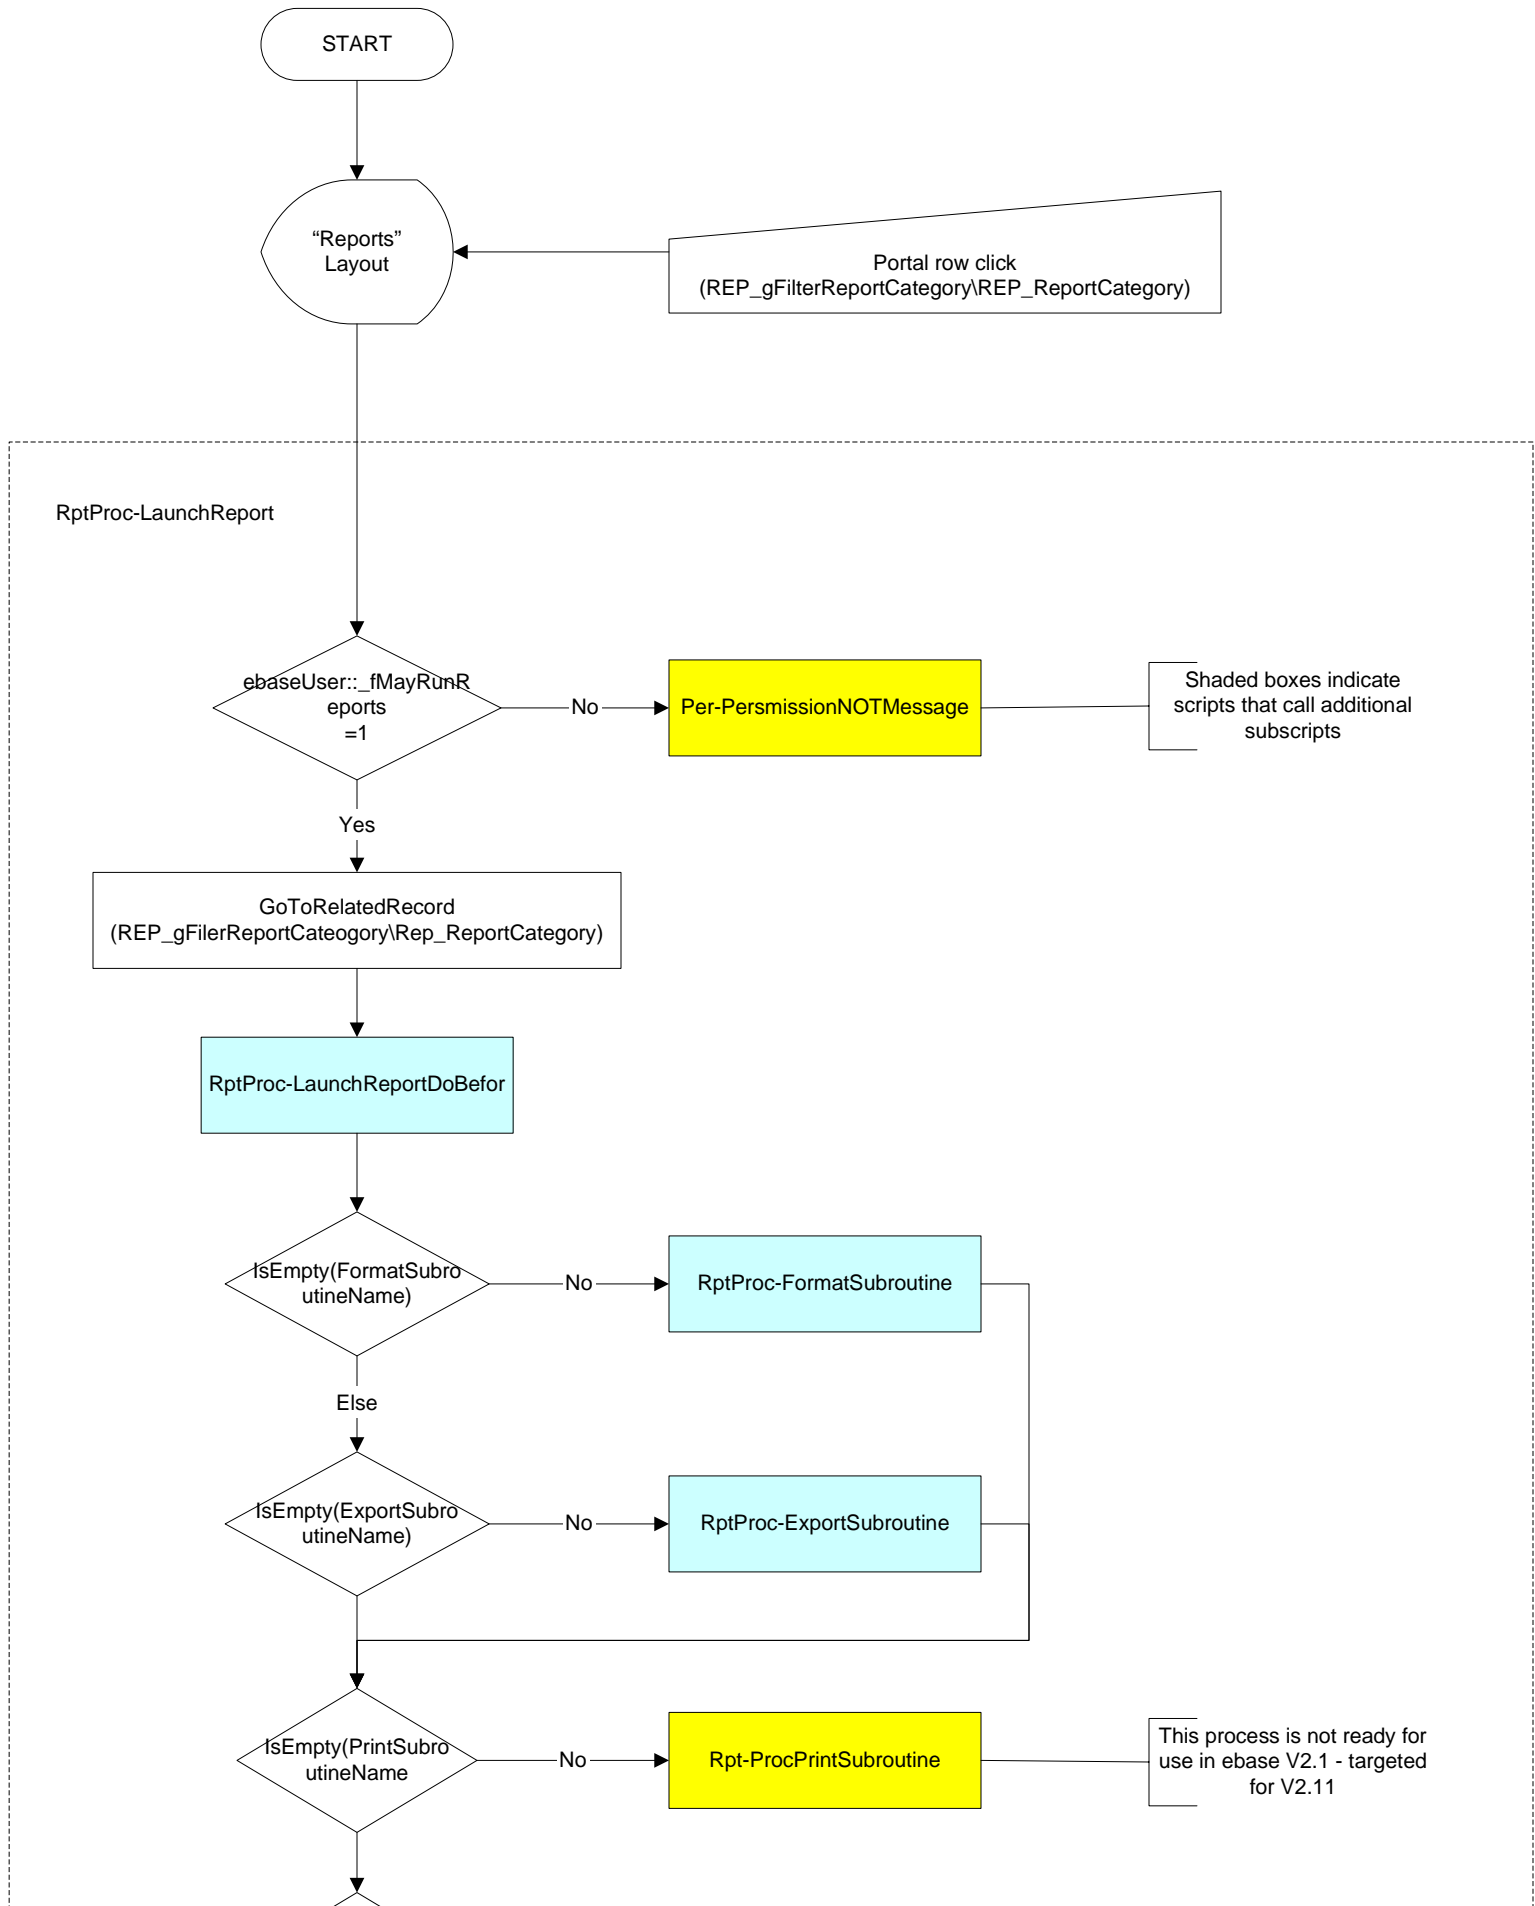 START
“Reports”
Layout
Portal row click
(REP_gFilterReportCategory\REP_ReportCategory)
RptProc-LaunchReport
ebaseUser::_fMayRunR
eports
=1
No
Per-PersmissionNOTMessage
Shaded boxes indicate
scripts that call additional
subscripts
Yes
GoToRelatedRecord
(REP_gFilerReportCateogory\Rep_ReportCategory)
RptProc-LaunchReportDoBefor
IsEmpty(FormatSubro
utineName)
No
RptProc-FormatSubroutine
Else
IsEmpty(ExportSubro
utineName)
No
RptProc-ExportSubroutine
IsEmpty(PrintSubro
utineName
No
Rpt-ProcPrintSubroutine
This process is not ready for
use in ebase V2.1 - targeted
for V2.11